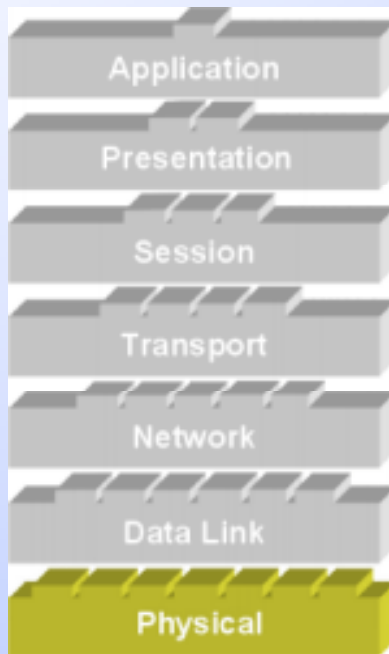 Application
Presentation
Session
Transport
Network
Data Link
Physical